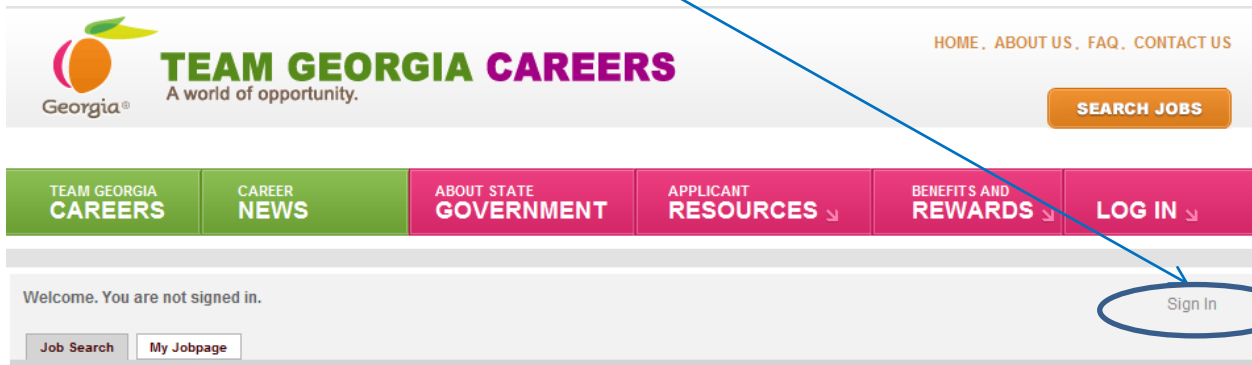 HOME. ABOUT US. FAQ. CONTACT US
TEAM GEORGIA CAREERS
A world of opportunity.
Georgia®
SEARCH JOBS
TEAM GEORGIA
CAREERS
CAREER
NEWS
ABOUT STATE
GOVERNMENT
APPLICANT
RESOURCES
BENEFITS AND
REWARDS
LOG IN
Welcome. You are not signed in.
Sign In
Job Search My Jobpage